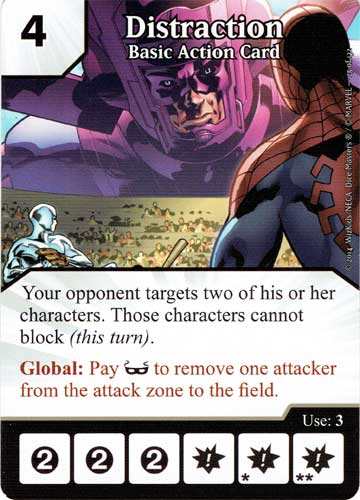 4
Distraction
Basic Action Card
Your opponent targets two of his or her
characters. Those characters cannot
block (this turn).
Global: Pay to remove one attacker
from the attack zone to the field.
Use: 3
2 2 2 ! ! !
* **